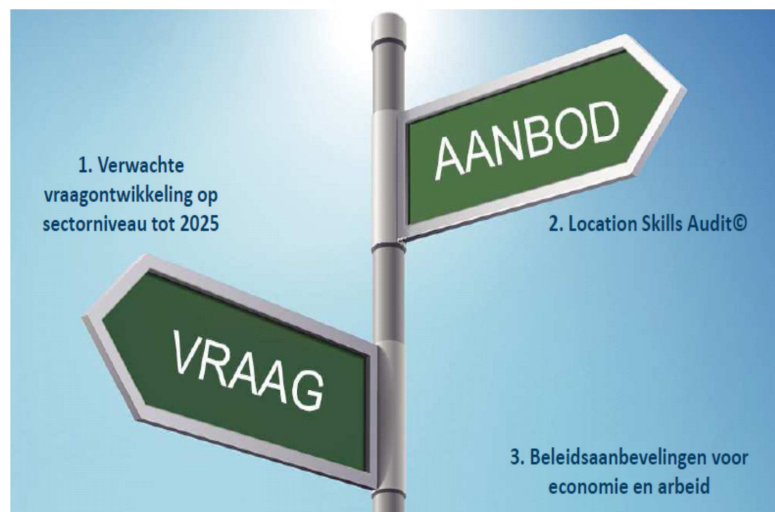 1. Verwachte
vraagontwikkeling op
sectorniveau tot 2025
AANBOD
2. Location Skills Audit©
VRAAG
3. Beleidsaanbevelingen voor
economie en arbeid